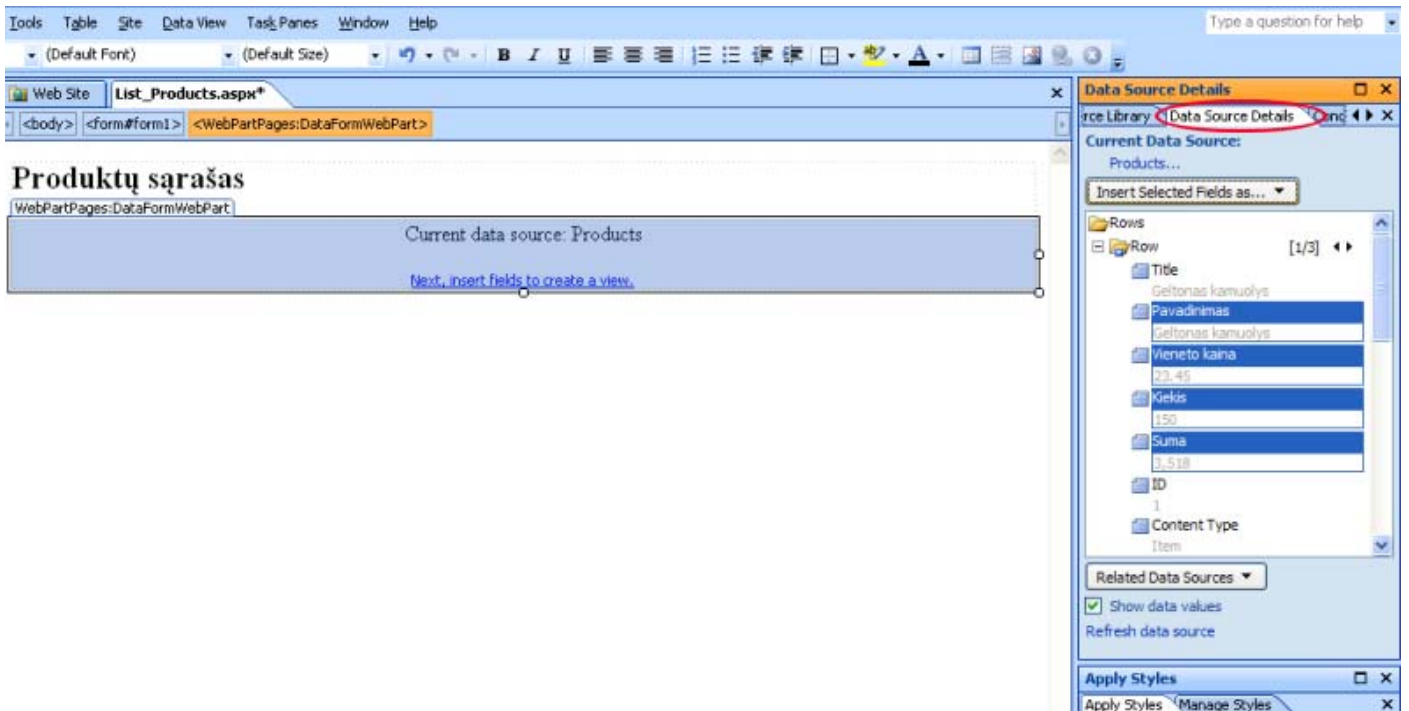 Tools Table Site Data View Task Panes Window Help Type a question for help
(Default Font) (Default Size) B I U A
Web Site List_Products.aspx*
<body> <form#form1> <WebPartPages:DataFormWebPart>
Produktų sąrašas
WebPartPages:DataFormWebPart
Current data source: Products
Next, insert fields to create a view.
Data Source Details
rce Library Data Source Details
Current Data Source:
Products...
Insert Selected Fields as...
Rows
Row [1/3]
Title
Geltonas kamuolys
Pavadinimas
Geltonas kamuolys
Vieneto kaina
23.45
Kiekis
150
Suma
3,518
ID
1
Content Type
Item
Related Data Sources
Show data values
Refresh data source
Apply Styles
Apply Styles Manage Styles